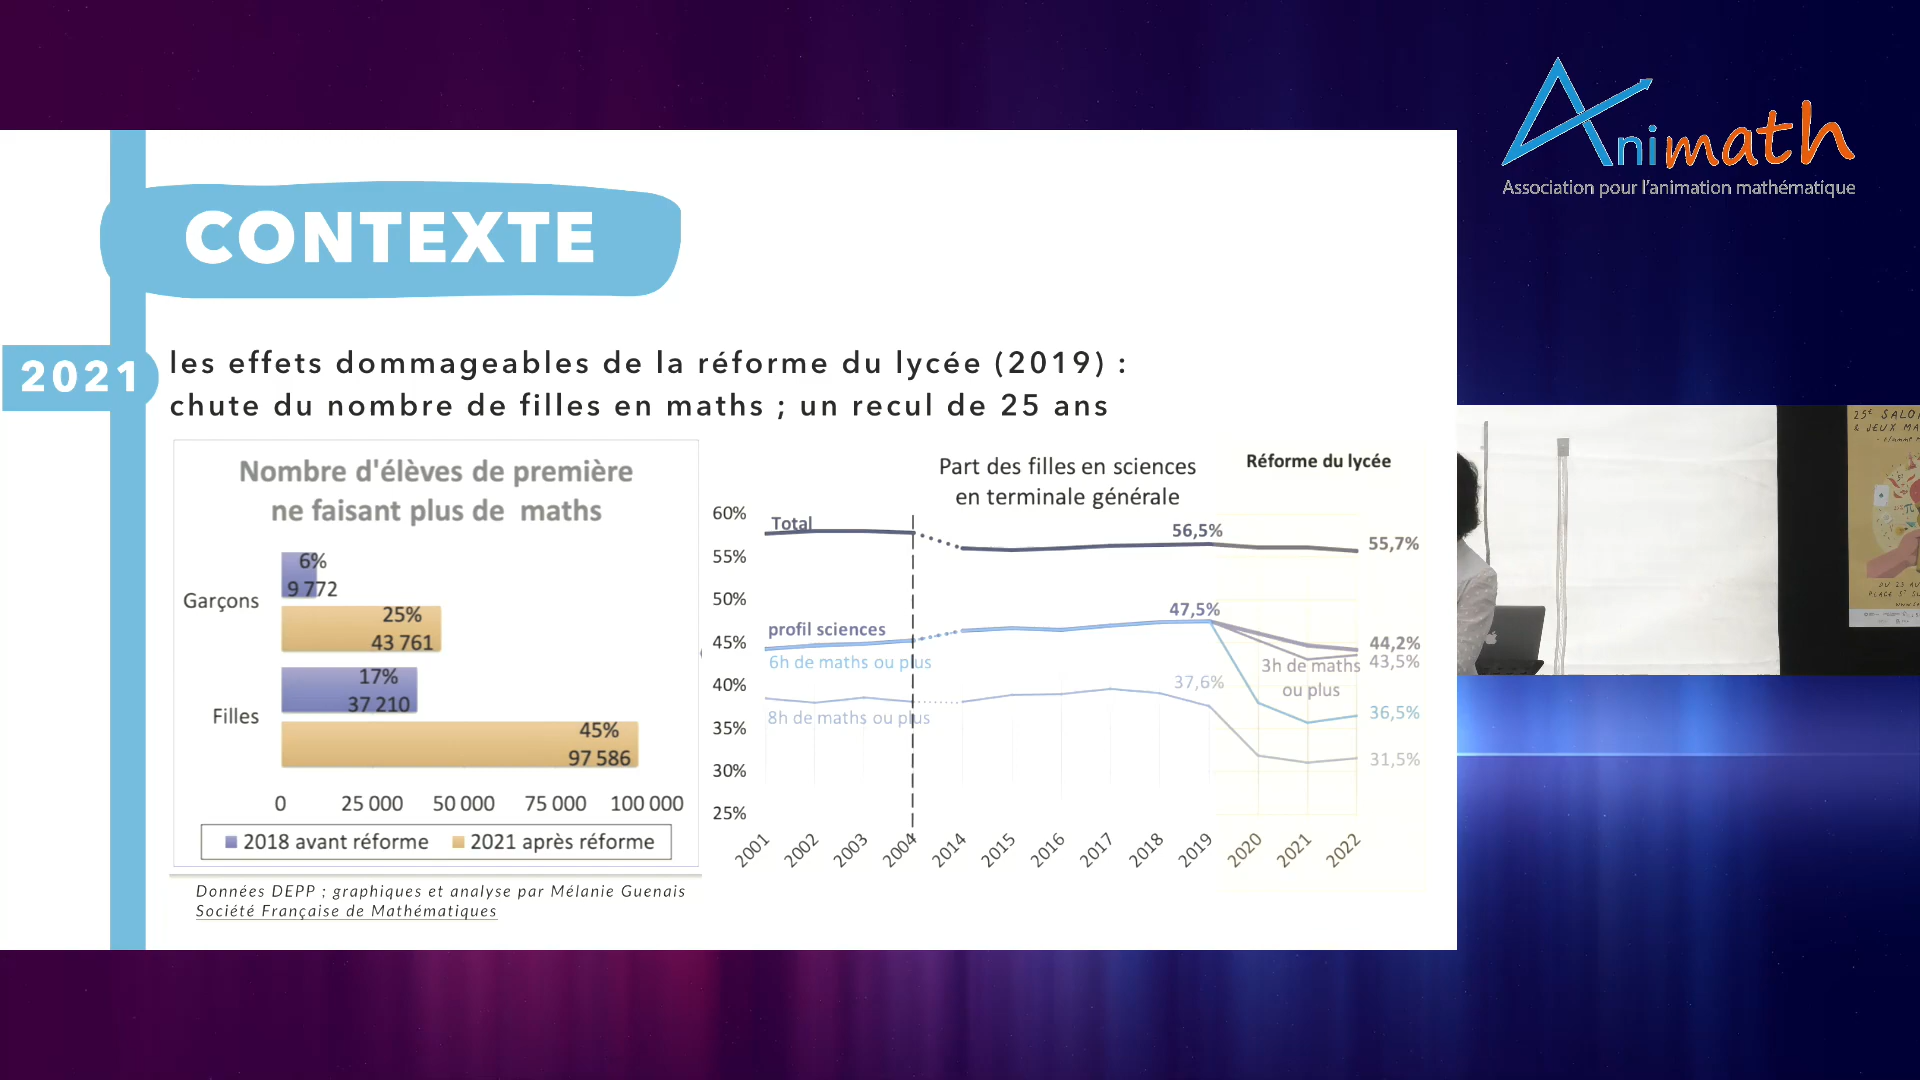 Animath
Association pour l'animation mathématique
CONTEXTE
2021
les effets dommageables de la réforme du lycée (2019) :
chute du nombre de filles en maths ; un recul de 25 ans
Nombre d'élèves de première
ne faisant plus de maths
Garçons
6%
9 772
25%
43 761
Filles
17%
37 210
45%
97 586
0 25 000 50 000 75 000 100 000
2018 avant réforme 2021 après réforme
Données DEPP ; graphiques et analyse par Mélanie Guenais
Société Française de Mathématiques
Part des filles en sciences
en terminale générale
Réforme du lycée
60%
55%
50%
45%
40%
35%
30%
25%
Total
56,5%
55,7%
profil sciences
47,5%
44,2%
6h de maths ou plus
3h de maths
ou plus
43,5%
37,6%
36,5%
8h de maths ou plus
31,5%
2001 2002 2003 2004 2014 2015 2016 2017 2018 2019 2020 2021 2022
25e SALO
& JEUX MA